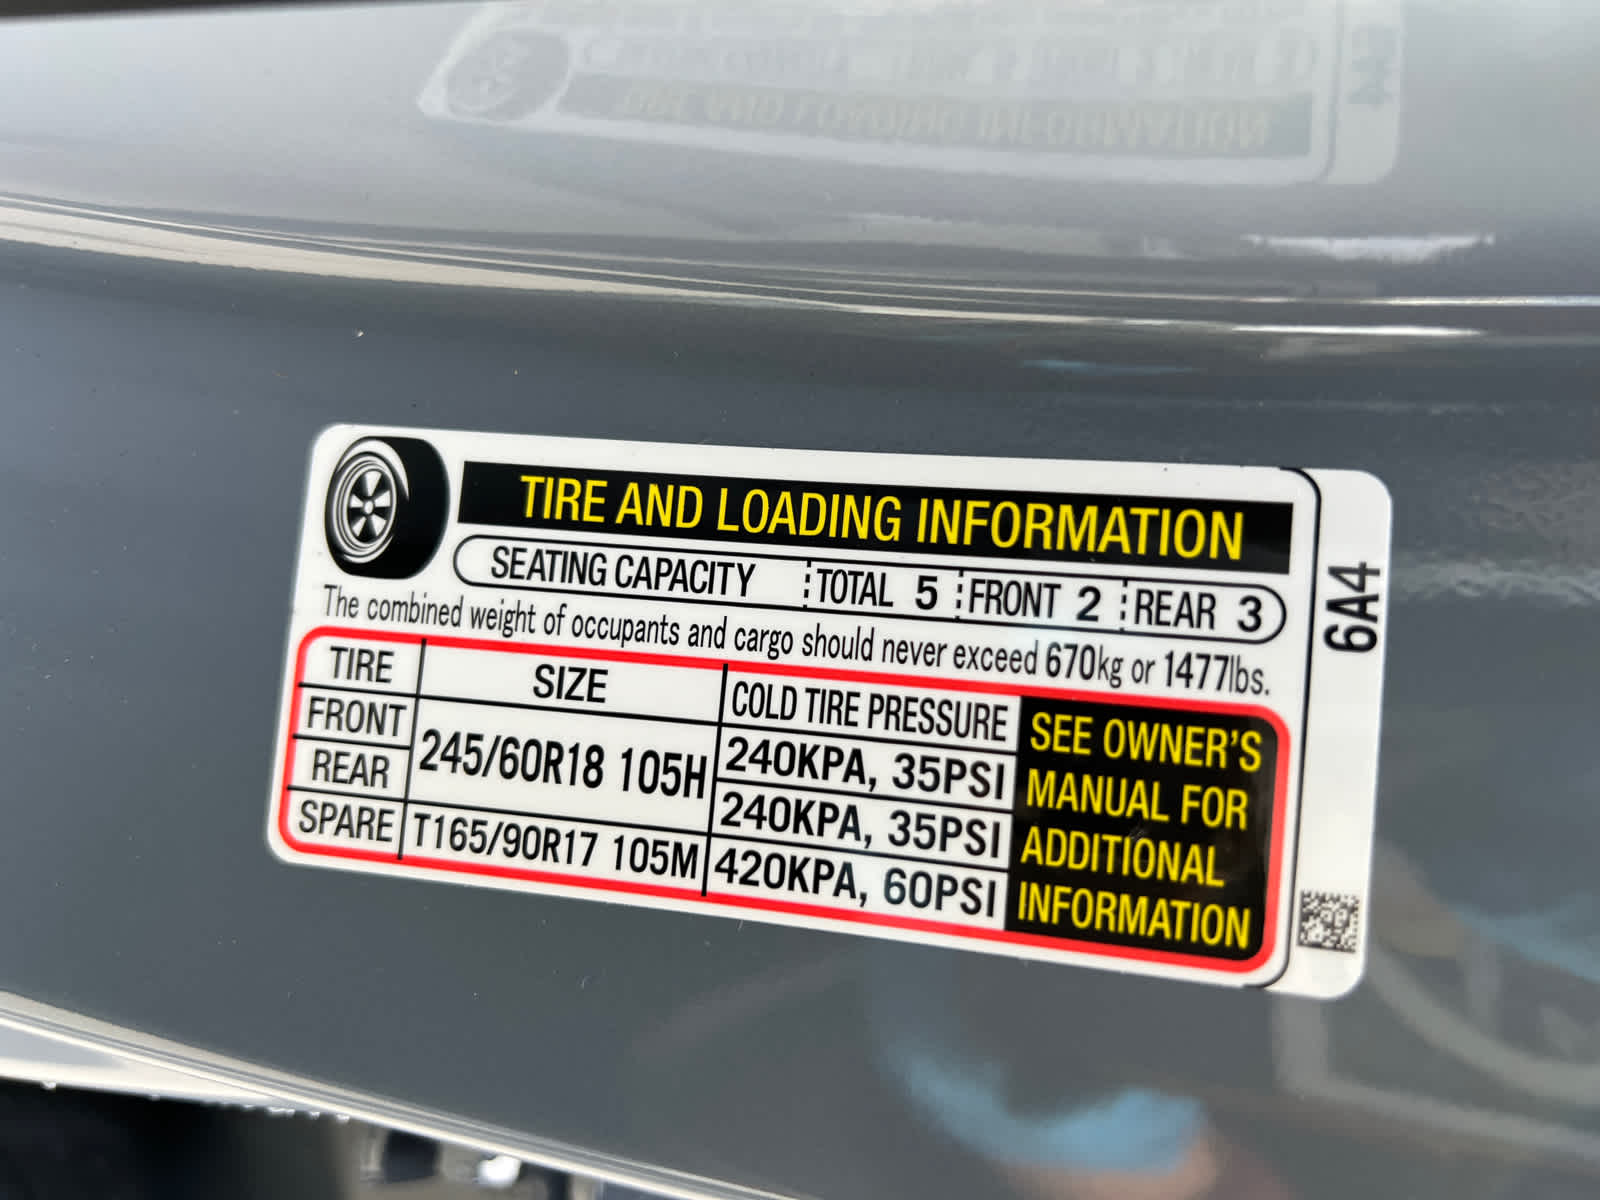 TIRE AND LOADING INFORMATION
SEATING CAPACITY TOTAL 5 FRONT 2 REAR 3
The combined weight of occupants and cargo should never exceed 670kg or 1477lbs.
TIRE SIZE COLD TIRE PRESSURE
FRONT 245/60R18 105H 240KPA, 35PSI
REAR 240KPA, 35PSI
SPARE T165/90R17 105M 420KPA, 60PSI
SEE OWNER'S
MANUAL FOR
ADDITIONAL
INFORMATION
6A4